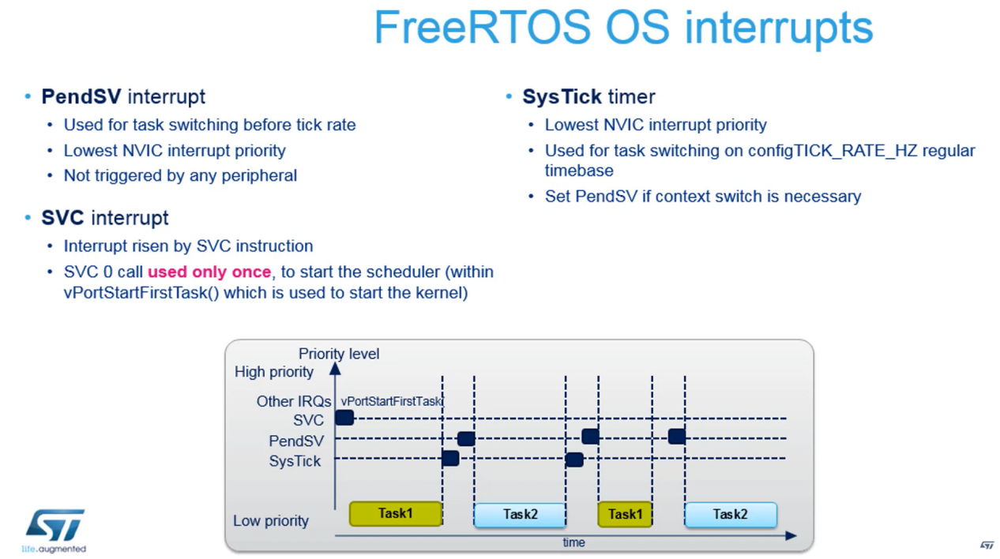 FreeRTOS OS interrupts
• PendSV interrupt
• Used for task switching before tick rate
• Lowest NVIC interrupt priority
• Not triggered by any peripheral
• SVC interrupt
• Interrupt risen by SVC instruction
• SVC 0 call used only once, to start the scheduler (within
vPortStartFirstTask() which is used to start the kernel)
• SysTick timer
• Lowest NVIC interrupt priority
• Used for task switching on configTICK_RATE_HZ regular
timebase
• Set PendSV if context switch is necessary
Priority level
High priority
Other IRQs
vPortStartFirstTask(
SVC
PendSV
SysTick
Low priority
Task1
Task2
Task1
Task2
time
ST
life.augmented
ST